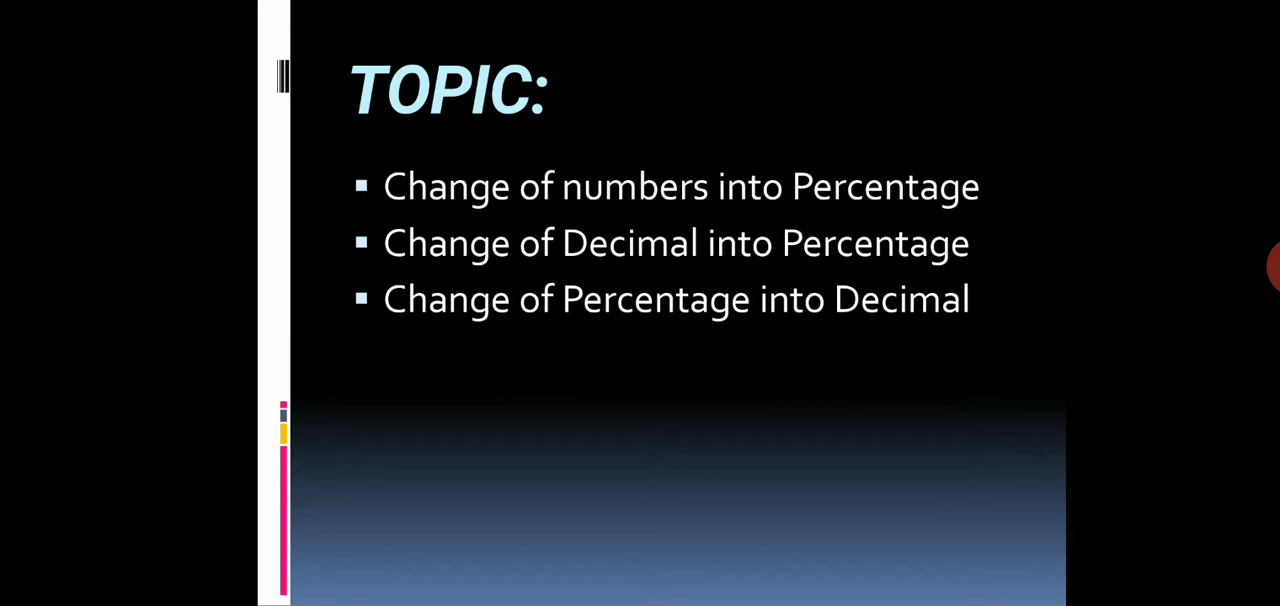 TOPIC:
Change of numbers into Percentage
Change of Decimal into Percentage
Change of Percentage into Decimal